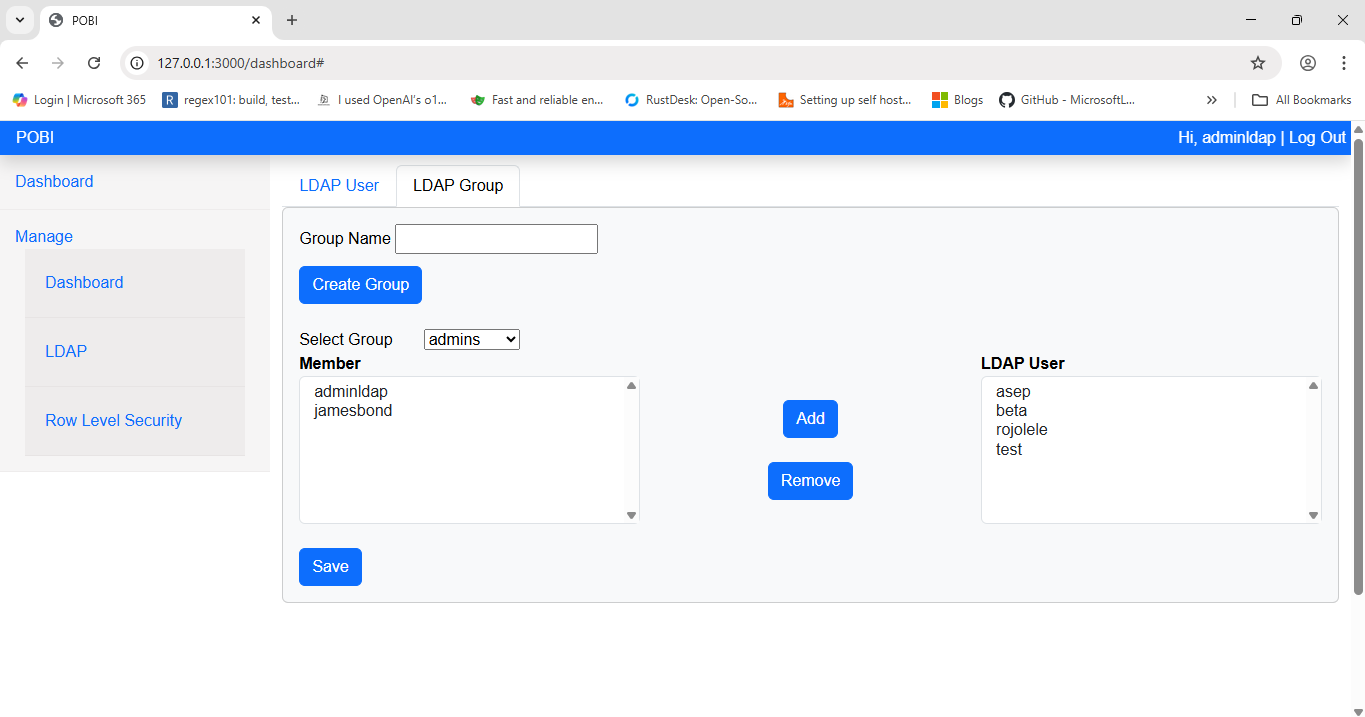 POBI
127.0.0.1:3000/dashboard#
Login | Microsoft 365
regex101: build, test...
I used OpenAI's o1...
Fast and reliable en...
RustDesk: Open-So...
Setting up self host...
Blogs
GitHub - MicrosoftL...
»
All Bookmarks
POBI
Hi, adminldap | Log Out
Dashboard
Manage
Dashboard
LDAP
Row Level Security
LDAP User
LDAP Group
Group Name
Create Group
Select Group
admins
Member
adminldap
jamesbond
Add
Remove
LDAP User
asep
beta
rojolele
test
Save